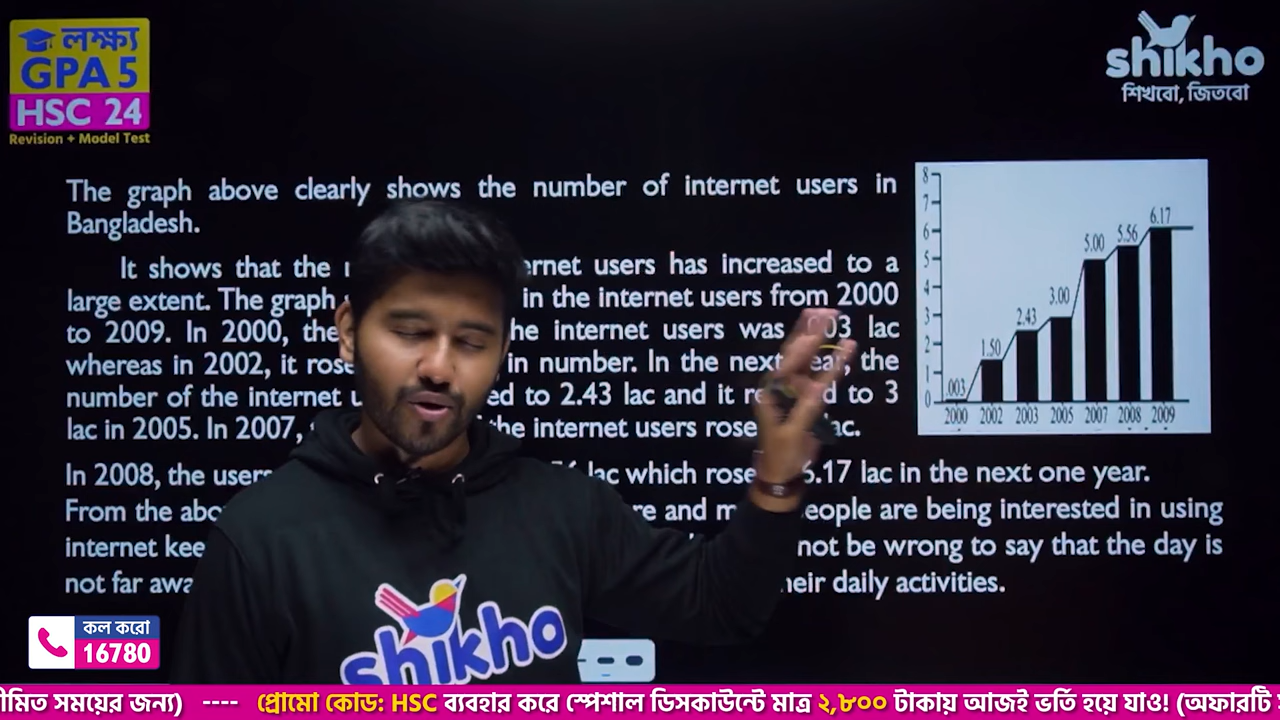 লক্ষ্য
GPA 5
HSC 24
Revision + Model Test
shikho
শিখবো, জিতবো
The graph above clearly shows the number of internet users in
Bangladesh.
It shows that the ernet users has increased to a
large extent. The graph in the internet users from 2000
to 2009. In 2000, the he internet users was 03 lac
whereas in 2002, it rose in number. In the next year, the
number of the internet u ed to 2.43 lac and it re d to 3
lac in 2005. In 2007, the internet users rose ac.
In 2008, the users lac which rose 6.17 lac in the next one year.
From the abo re and m eople are being interested in using
internet kee not be wrong to say that the day is
not far awa heir daily activities.
8
7
6
5
4
3
2
1
0
.003
1.50
2.43
3.00
5.00
5.56
6.17
2000 2002 2003 2005 2007 2008 2009
shikho
কল করো
16780
ীমিত সময়ের জন্য) ---- প্রোমো কোড: HSC ব্যবহার করে স্পেশাল ডিসকাউন্টে মাত্র ২,৮০০ টাকায় আজই ভর্তি হয়ে যাও! (অফারটি